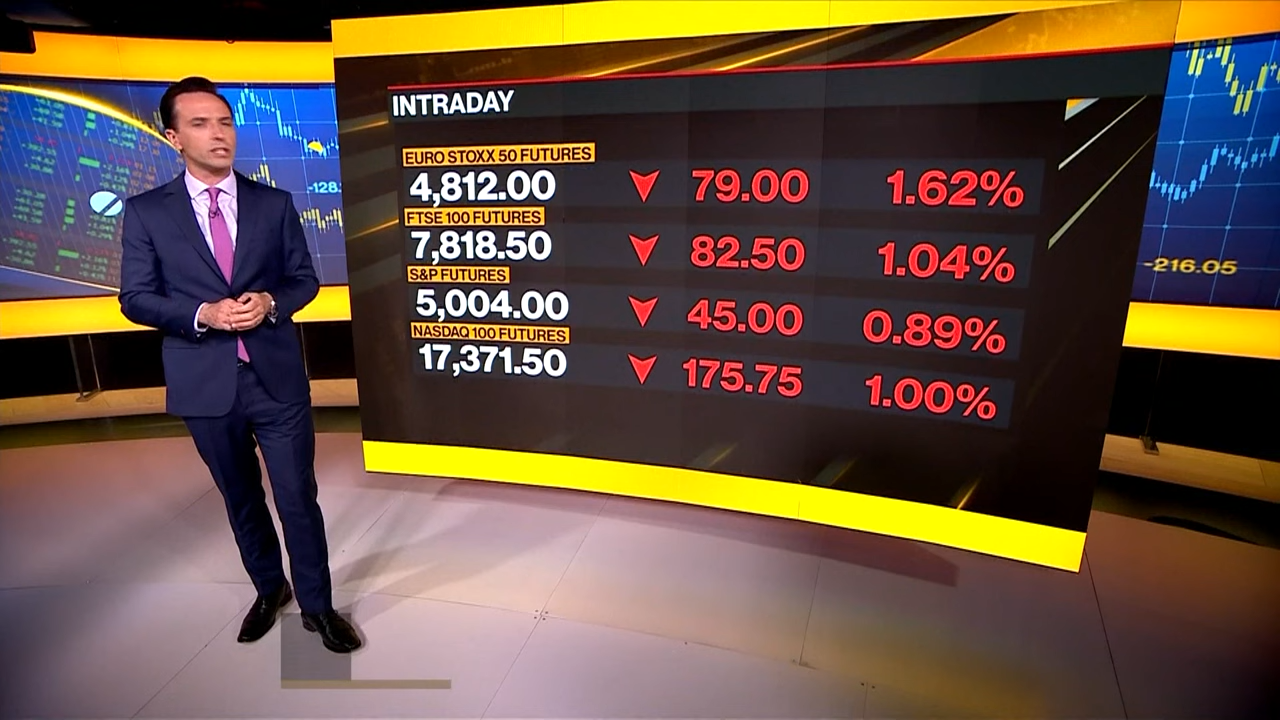 INTRADAY
EURO STOXX 50 FUTURES
4,812.00 79.00 1.62%
FTSE 100 FUTURES
7,818.50 82.50 1.04%
S&P FUTURES
5,004.00 45.00 0.89%
NASDAQ 100 FUTURES
17,371.50 175.75 1.00%
-128.
-216.05